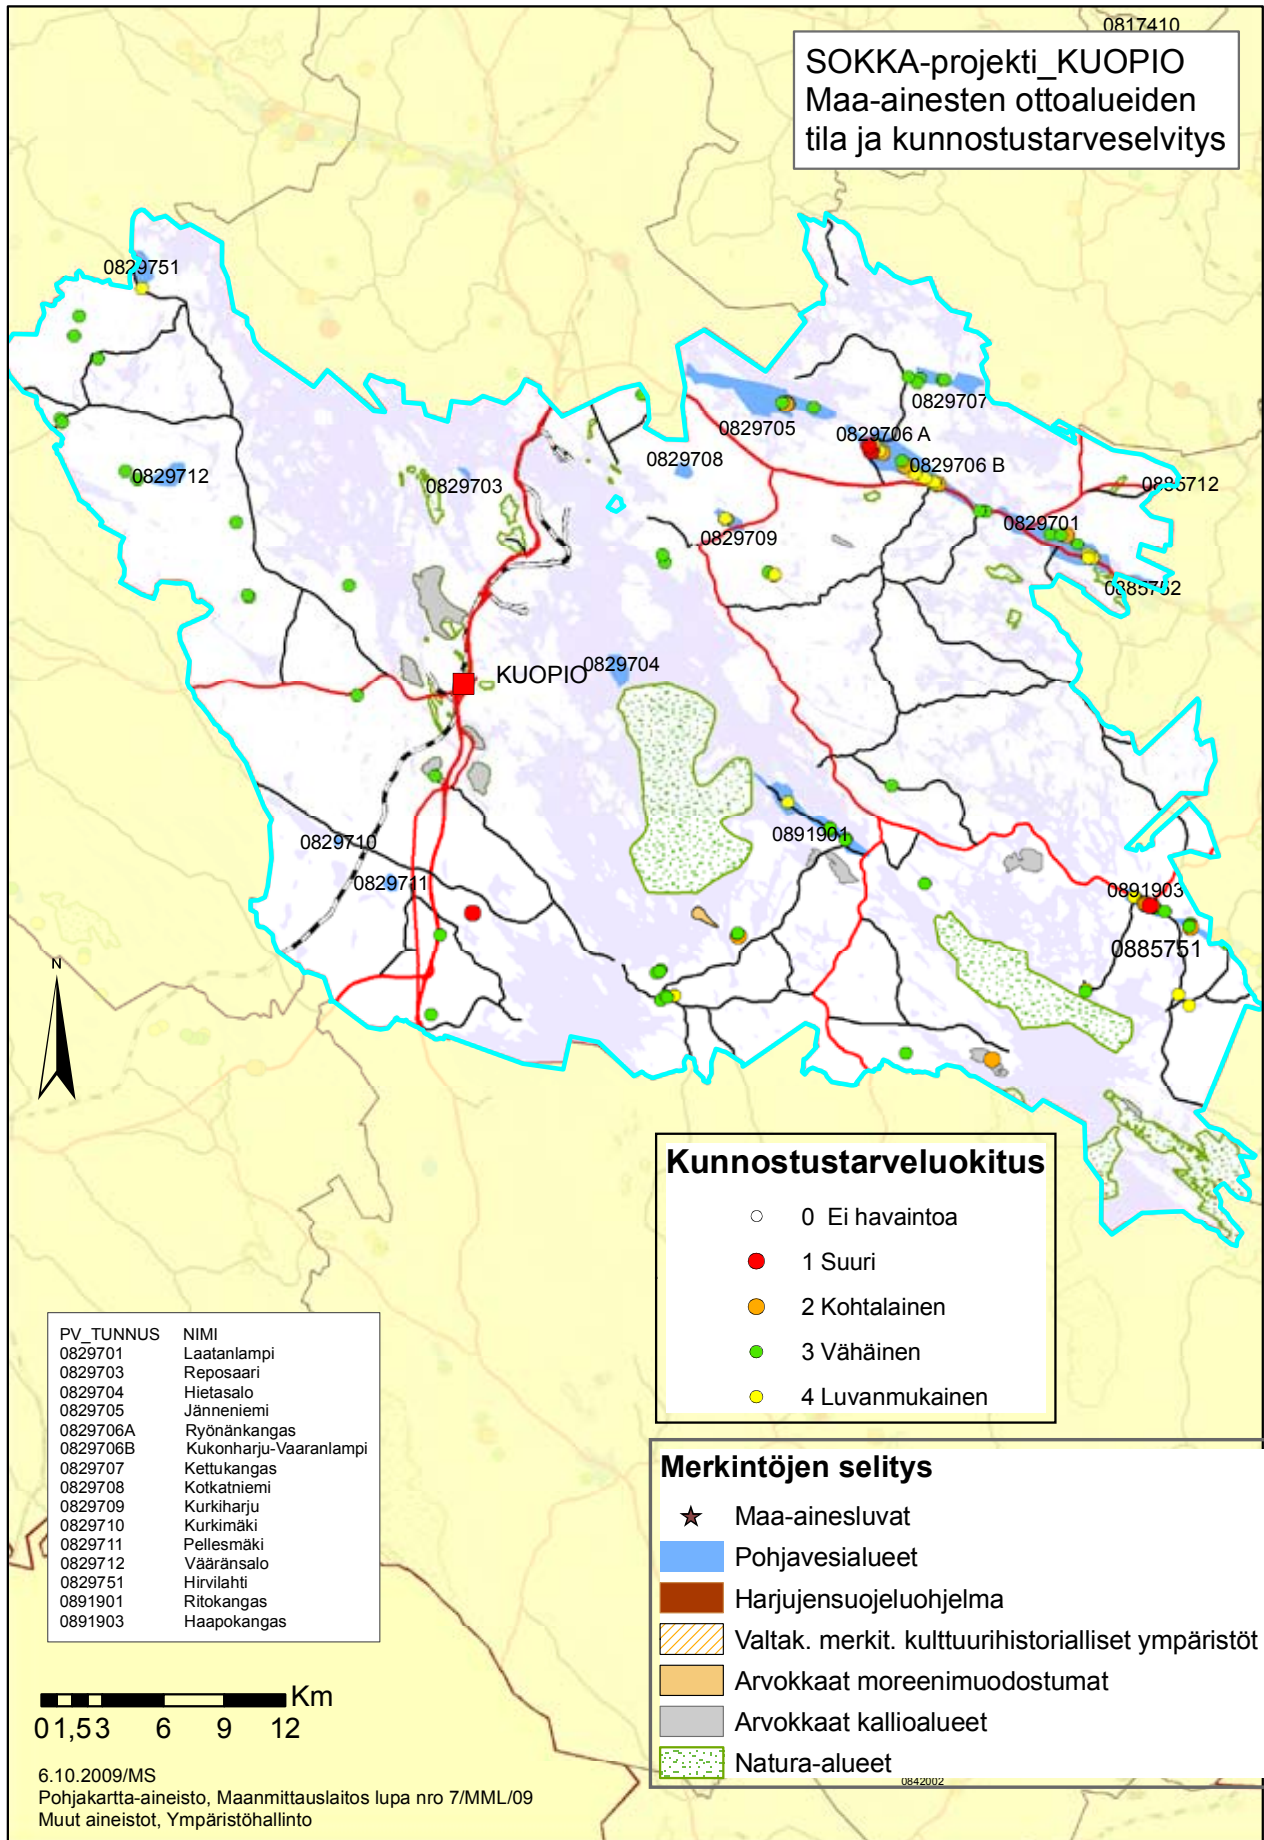 0817410
SOKKA-projekti_KUOPIO
Maa-ainesten ottoalueiden
tila ja kunnostustarveselvitys
0829751
0829707
0829705
0829706 A
0829708
0829706 B
0829712
0829703
0885712
0829701
0829709
0885752
0829704
KUOPIO
0891901
0829710
0829711
0891903
0885751
N
Kunnostustarveluokitus
0 Ei havaintoa
1 Suuri
2 Kohtalainen
3 Vähäinen
4 Luvanmukainen
PV_TUNNUS NIMI
0829701 Laatanlampi
0829703 Reposaari
0829704 Hietasalo
0829705 Jänneniemi
0829706A Ryönänkangas
0829706B Kukonharju-Vaaranlampi
0829707 Kettukangas
0829708 Kotkatniemi
0829709 Kurkiharju
0829710 Kurkimäki
0829711 Pellesmäki
0829712 Vääränsalo
0829751 Hirvilahti
0891901 Ritokangas
0891903 Haapokangas
Merkintöjen selitys
Maa-ainesluvat
Pohjavesialueet
Harjujensuojeluohjelma
Valtak. merkit. kulttuurihistorialliset ympäristöt
Arvokkaat moreenimuodostumat
Arvokkaat kallioalueet
Natura-alueet
0842002
Km
0 1,5 3 6 9 12
6.10.2009/MS
Pohjakartta-aineisto, Maanmittauslaitos lupa nro 7/MML/09
Muut aineistot, Ympäristöhallinto